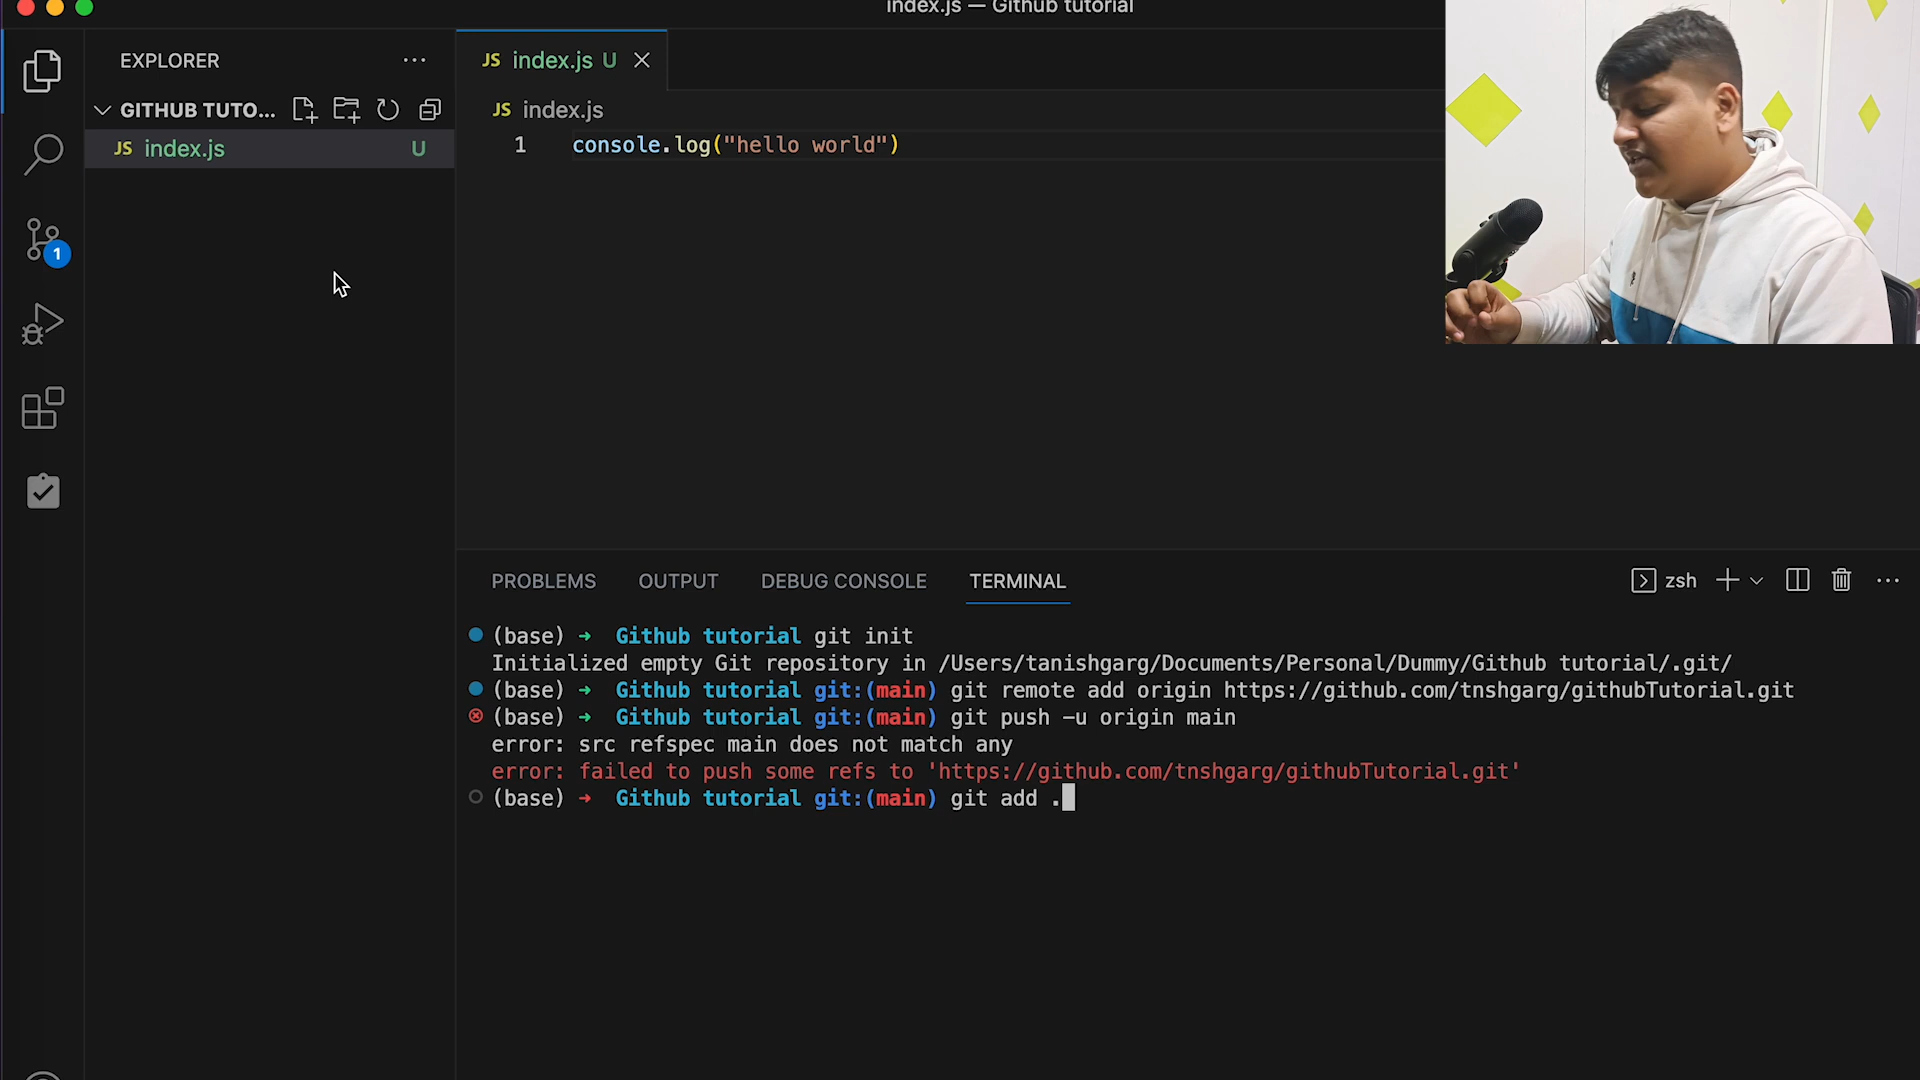 index.js — Github tutorial
EXPLORER
JS index.js U
GITHUB TUTO...
JS index.js U
JS index.js
1 console.log("hello world")
1
PROBLEMS OUTPUT DEBUG CONSOLE TERMINAL
zsh
(base) ➜ Github tutorial git init
Initialized empty Git repository in /Users/tanishgarg/Documents/Personal/Dummy/Github tutorial/.git/
(base) ➜ Github tutorial git:(main) git remote add origin https://github.com/tnshgarg/githubTutorial.git
(base) ➜ Github tutorial git:(main) git push -u origin main
error: src refspec main does not match any
error: failed to push some refs to 'https://github.com/tnshgarg/githubTutorial.git'
(base) ➜ Github tutorial git:(main) git add .